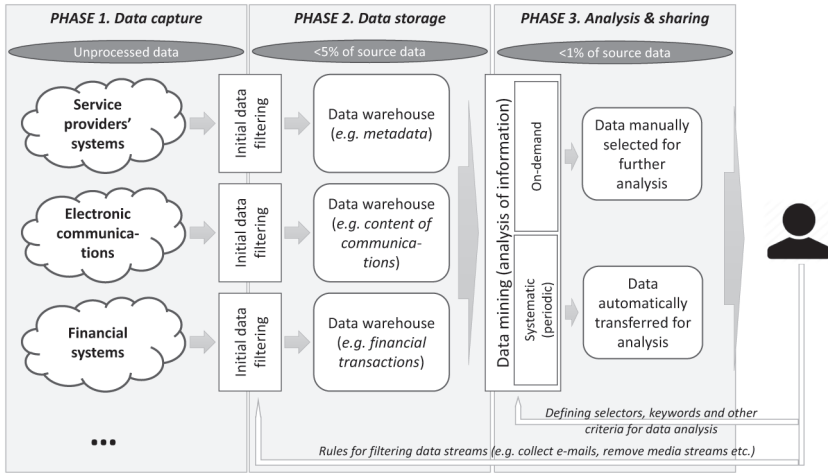 PHASE 1. Data capture
PHASE 2. Data storage
PHASE 3. Analysis & sharing
Unprocessed data
<5% of source data
<1% of source data
Service
providers'
systems
Initial data
filtering
Data warehouse
(e.g. metadata)
Electronic
communica-
tions
Initial data
filtering
Data warehouse
(e.g. content of
communica-
tions)
Financial
systems
Initial data
filtering
Data warehouse
(e.g. financial
transactions)
Data mining (analysis of information)
On-demand
Systematic
(periodic)
Data manually
selected for
further
analysis
Data
automatically
transferred for
analysis
...
Defining selectors, keywords and other
criteria for data analysis
Rules for filtering data streams (e.g. collect e-mails, remove media streams etc.)